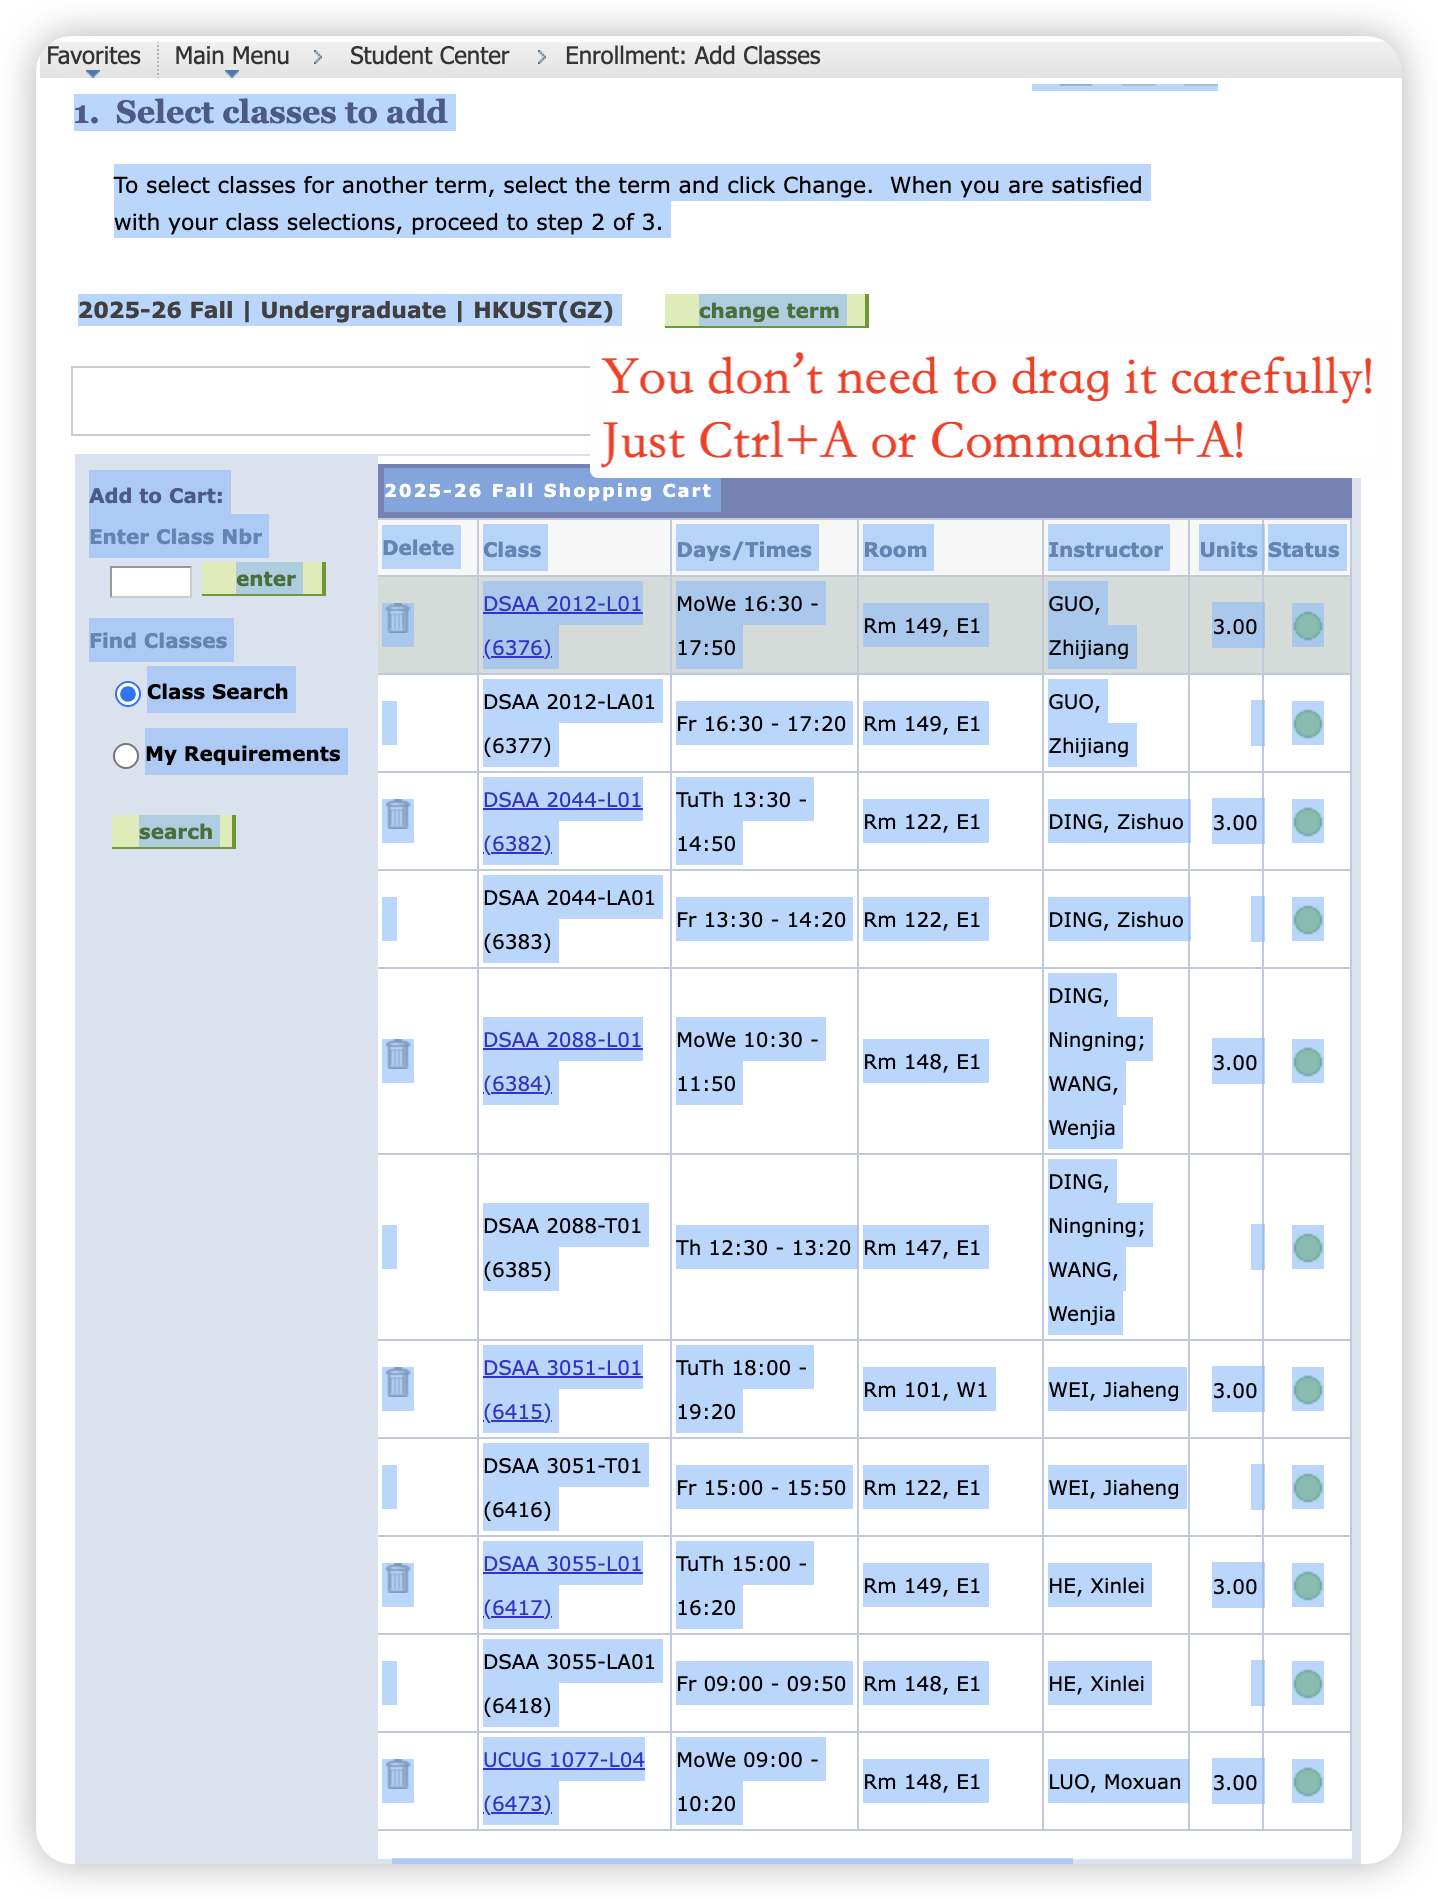 Favorites Main Menu > Student Center > Enrollment: Add Classes
1. Select classes to add
To select classes for another term, select the term and click Change. When you are satisfied
with your class selections, proceed to step 2 of 3.
2025-26 Fall | Undergraduate | HKUST(GZ) change term
You don’t need to drag it carefully!
Just Ctrl+A or Command+A!
Add to Cart:
Enter Class Nbr
enter
Find Classes
Class Search
My Requirements
search
2025-26 Fall Shopping Cart
Delete Class Days/Times Room Instructor Units Status
DSAA 2012-L01 MoWe 16:30 - Rm 149, E1 GUO, 3.00
(6376) 17:50 Zhijiang
DSAA 2012-LA01 Fr 16:30 - 17:20 Rm 149, E1 GUO,
(6377) Zhijiang
DSAA 2044-L01 TuTh 13:30 - Rm 122, E1 DING, Zishuo 3.00
(6382) 14:50
DSAA 2044-LA01 Fr 13:30 - 14:20 Rm 122, E1 DING, Zishuo
(6383)
DING,
DSAA 2088-L01 MoWe 10:30 - Rm 148, E1 Ningning; 3.00
(6384) 11:50 WANG,
Wenjia
DING,
DSAA 2088-T01 Th 12:30 - 13:20 Rm 147, E1 Ningning;
(6385) WANG,
Wenjia
DSAA 3051-L01 TuTh 18:00 - Rm 101, W1 WEI, Jiaheng 3.00
(6415) 19:20
DSAA 3051-T01 Fr 15:00 - 15:50 Rm 122, E1 WEI, Jiaheng
(6416)
DSAA 3055-L01 TuTh 15:00 - Rm 149, E1 HE, Xinlei 3.00
(6417) 16:20
DSAA 3055-LA01 Fr 09:00 - 09:50 Rm 148, E1 HE, Xinlei
(6418)
UCUG 1077-L04 MoWe 09:00 - Rm 148, E1 LUO, Moxuan 3.00
(6473) 10:20